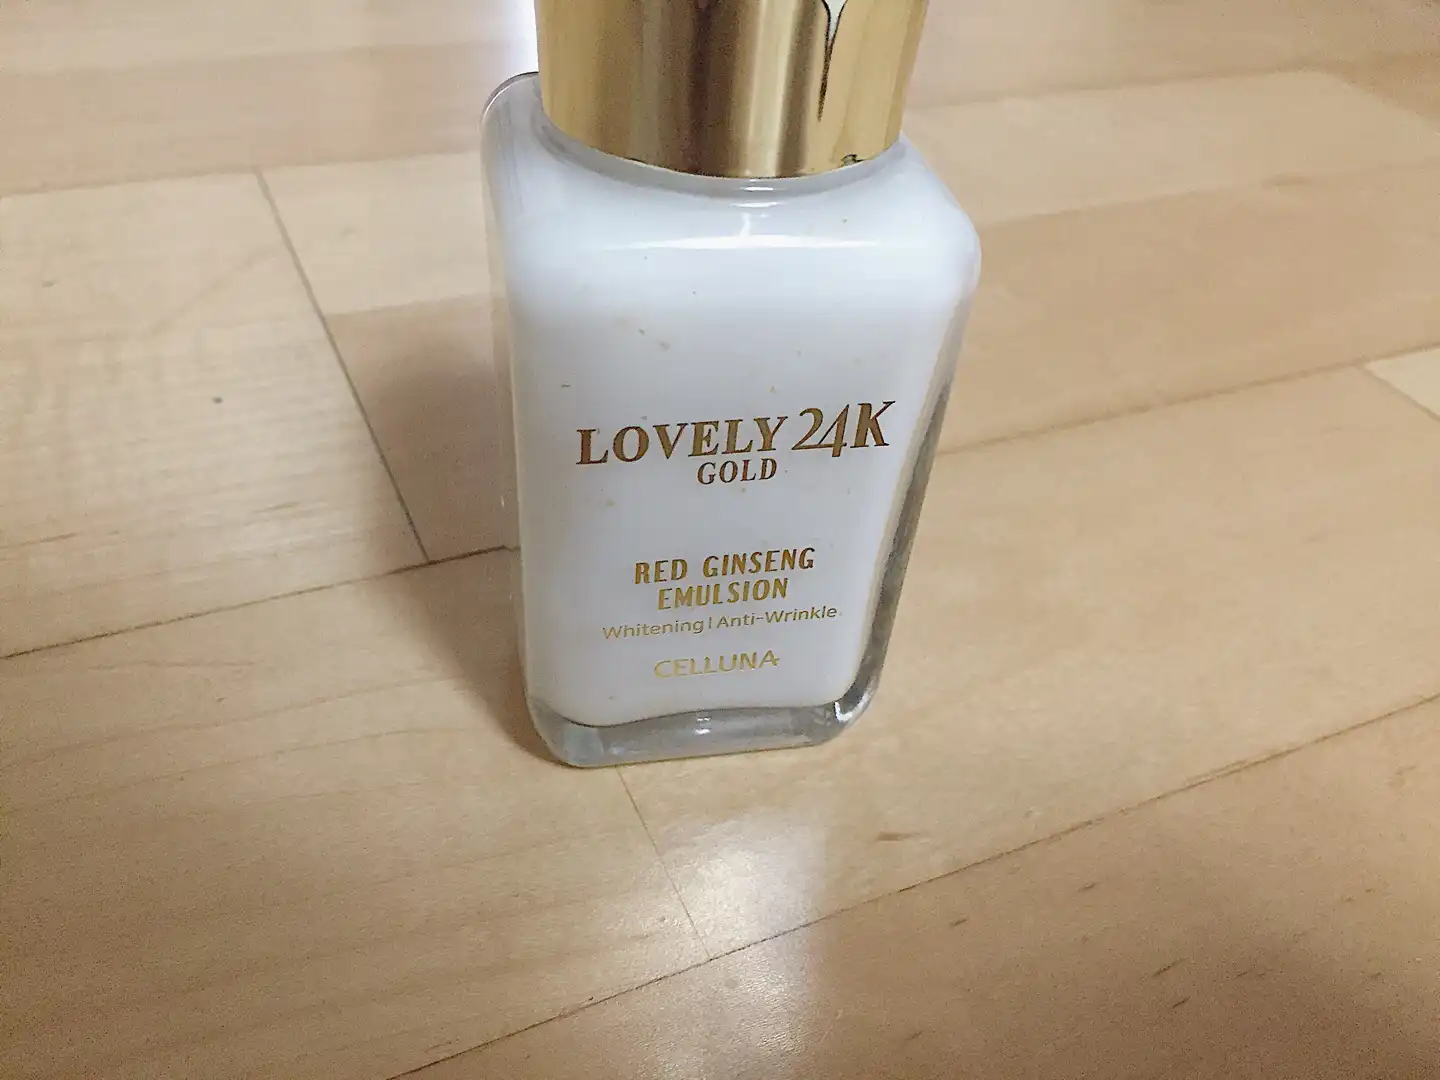 LOVELY 24K
GOLD
RED GINSENG
EMULSION
Whitening | Anti-Wrinkle
CELLUNA